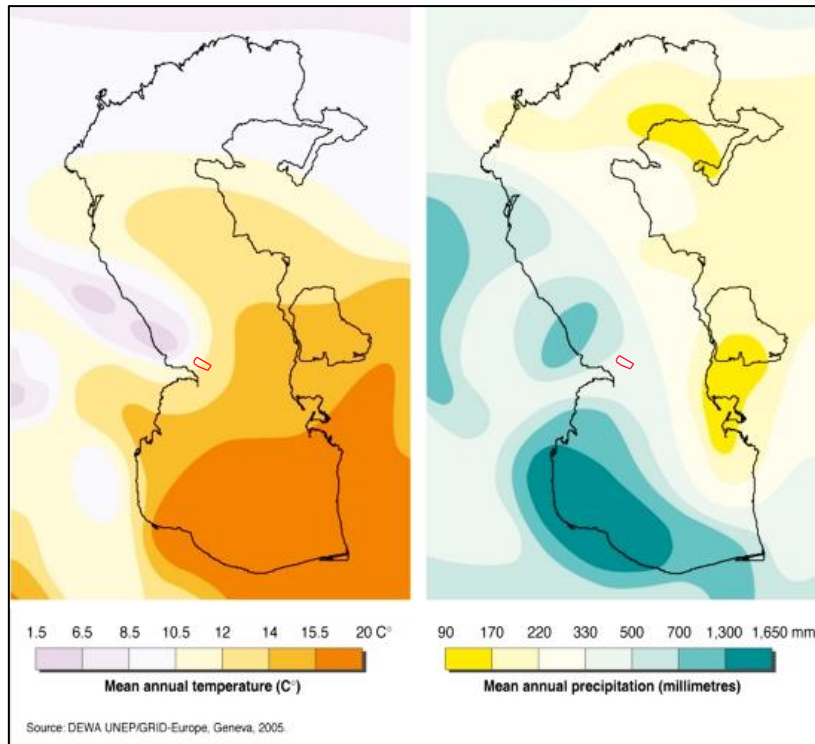 1.5 6.5 8.5 10.5 12 14 15.5 20 C°
Mean annual temperature (C°)
90 170 220 330 500 700 1,300 1,650 mm
Mean annual precipitation (millimetres)
Source: DEWA UNEP/GRID-Europe, Geneva, 2005.